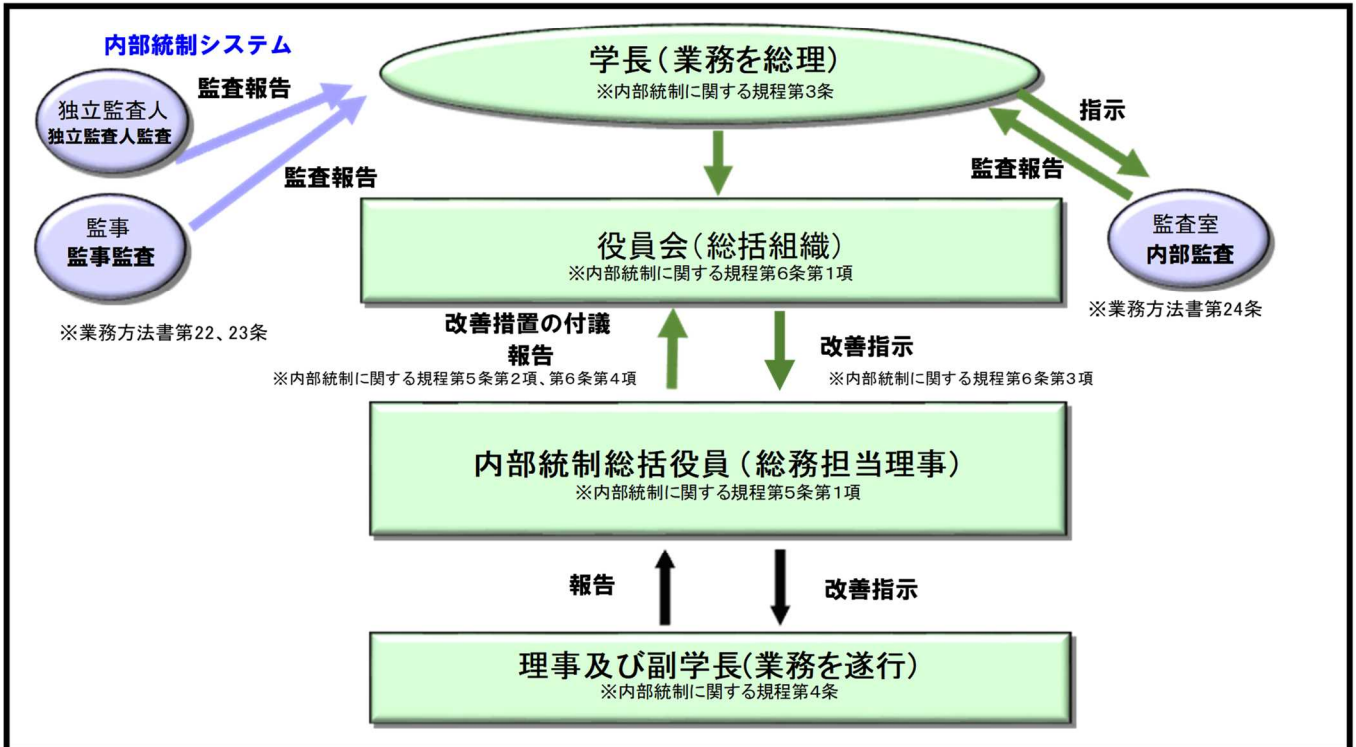 内部統制システム
学長（業務を総理）
※内部統制に関する規程第3条
独立監査人
独立監査人監査
監査報告
監査報告
指示
監査報告
監事
監事監査
※業務方法書第22、23条
監査室
内部監査
※業務方法書第24条
役員会（総括組織）
※内部統制に関する規程第6条第1項
改善措置の付議
報告
※内部統制に関する規程第5条第2項、第6条第4項
改善指示
※内部統制に関する規程第6条第3項
内部統制総括役員（総務担当理事）
※内部統制に関する規程第5条第1項
報告
改善指示
理事及び副学長(業務を遂行)
※内部統制に関する規程第4条